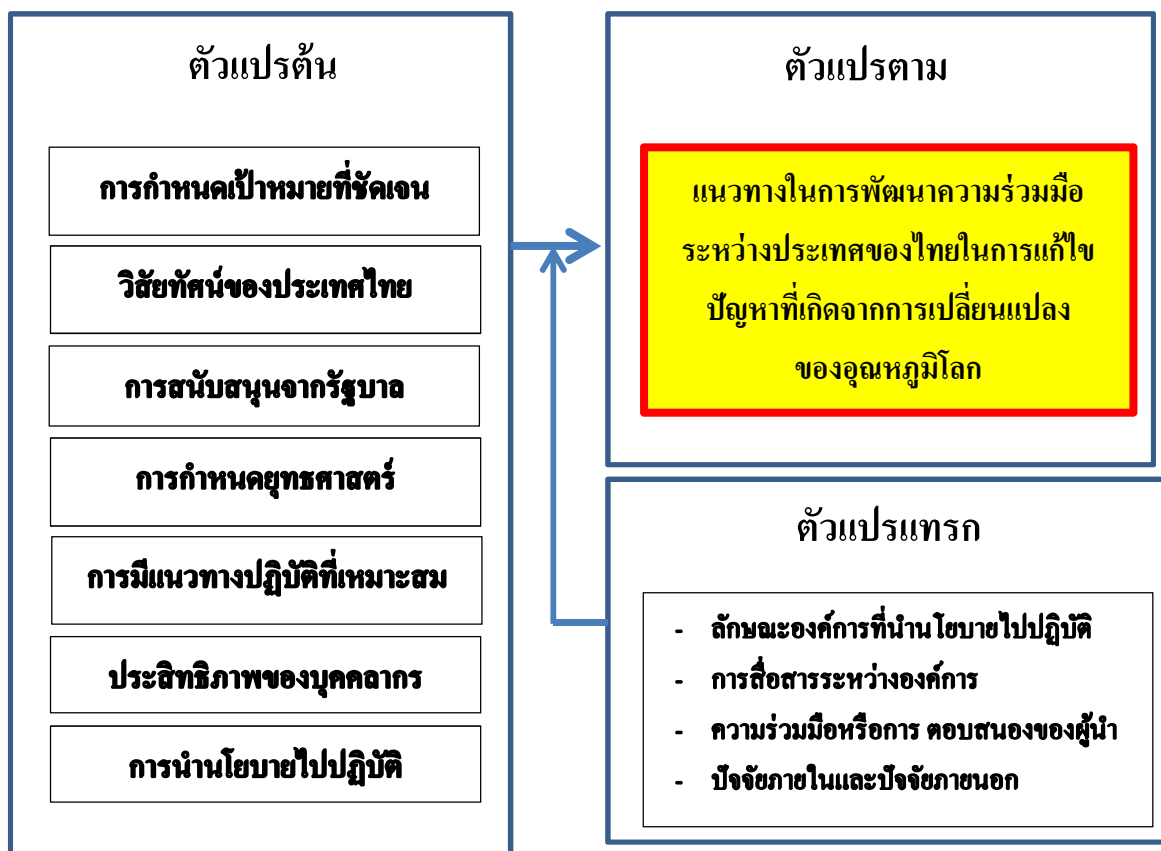 ตัวแปรต้น
การกำหนดเป้าหมายที่ชัดเจน
วิสัยทัศน์ของประเทศไทย
การสนับสนุนจากรัฐบาล
การกำหนดยุทธศาสตร์
การมีแนวทางปฏิบัติที่เหมาะสม
ประสิทธิภาพของบุคคลากร
การนำนโยบายไปปฏิบัติ
ตัวแปรตาม
แนวทางในการพัฒนาความร่วมมือ
ระหว่างประเทศของไทยในการแก้ไข
ปัญหาที่เกิดจากการเปลี่ยนแปลง
ของอุณหภูมิโลก
ตัวแปรแทรก
- ลักษณะองค์การที่นำนโยบายไปปฏิบัติ
- การสื่อสารระหว่างองค์การ
- ความร่วมมือหรือการ ตอบสนองของผู้นำ
- ปัจจัยภายในและปัจจัยภายนอก